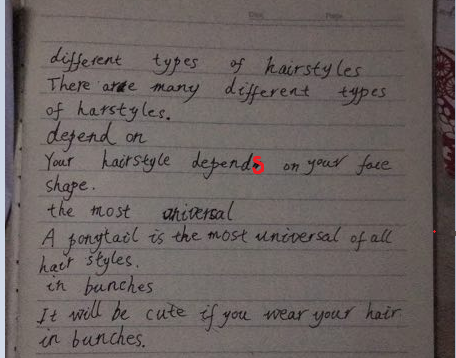 Date Page
different types of hairstyles
There are many different types
of harstyles.
depend on
Your hairstyle depends on your face
shape.
the most universal
A ponytail is the most universal of all
hair styles.
in bunches
It will be cute if you wear your hair
in bunches.